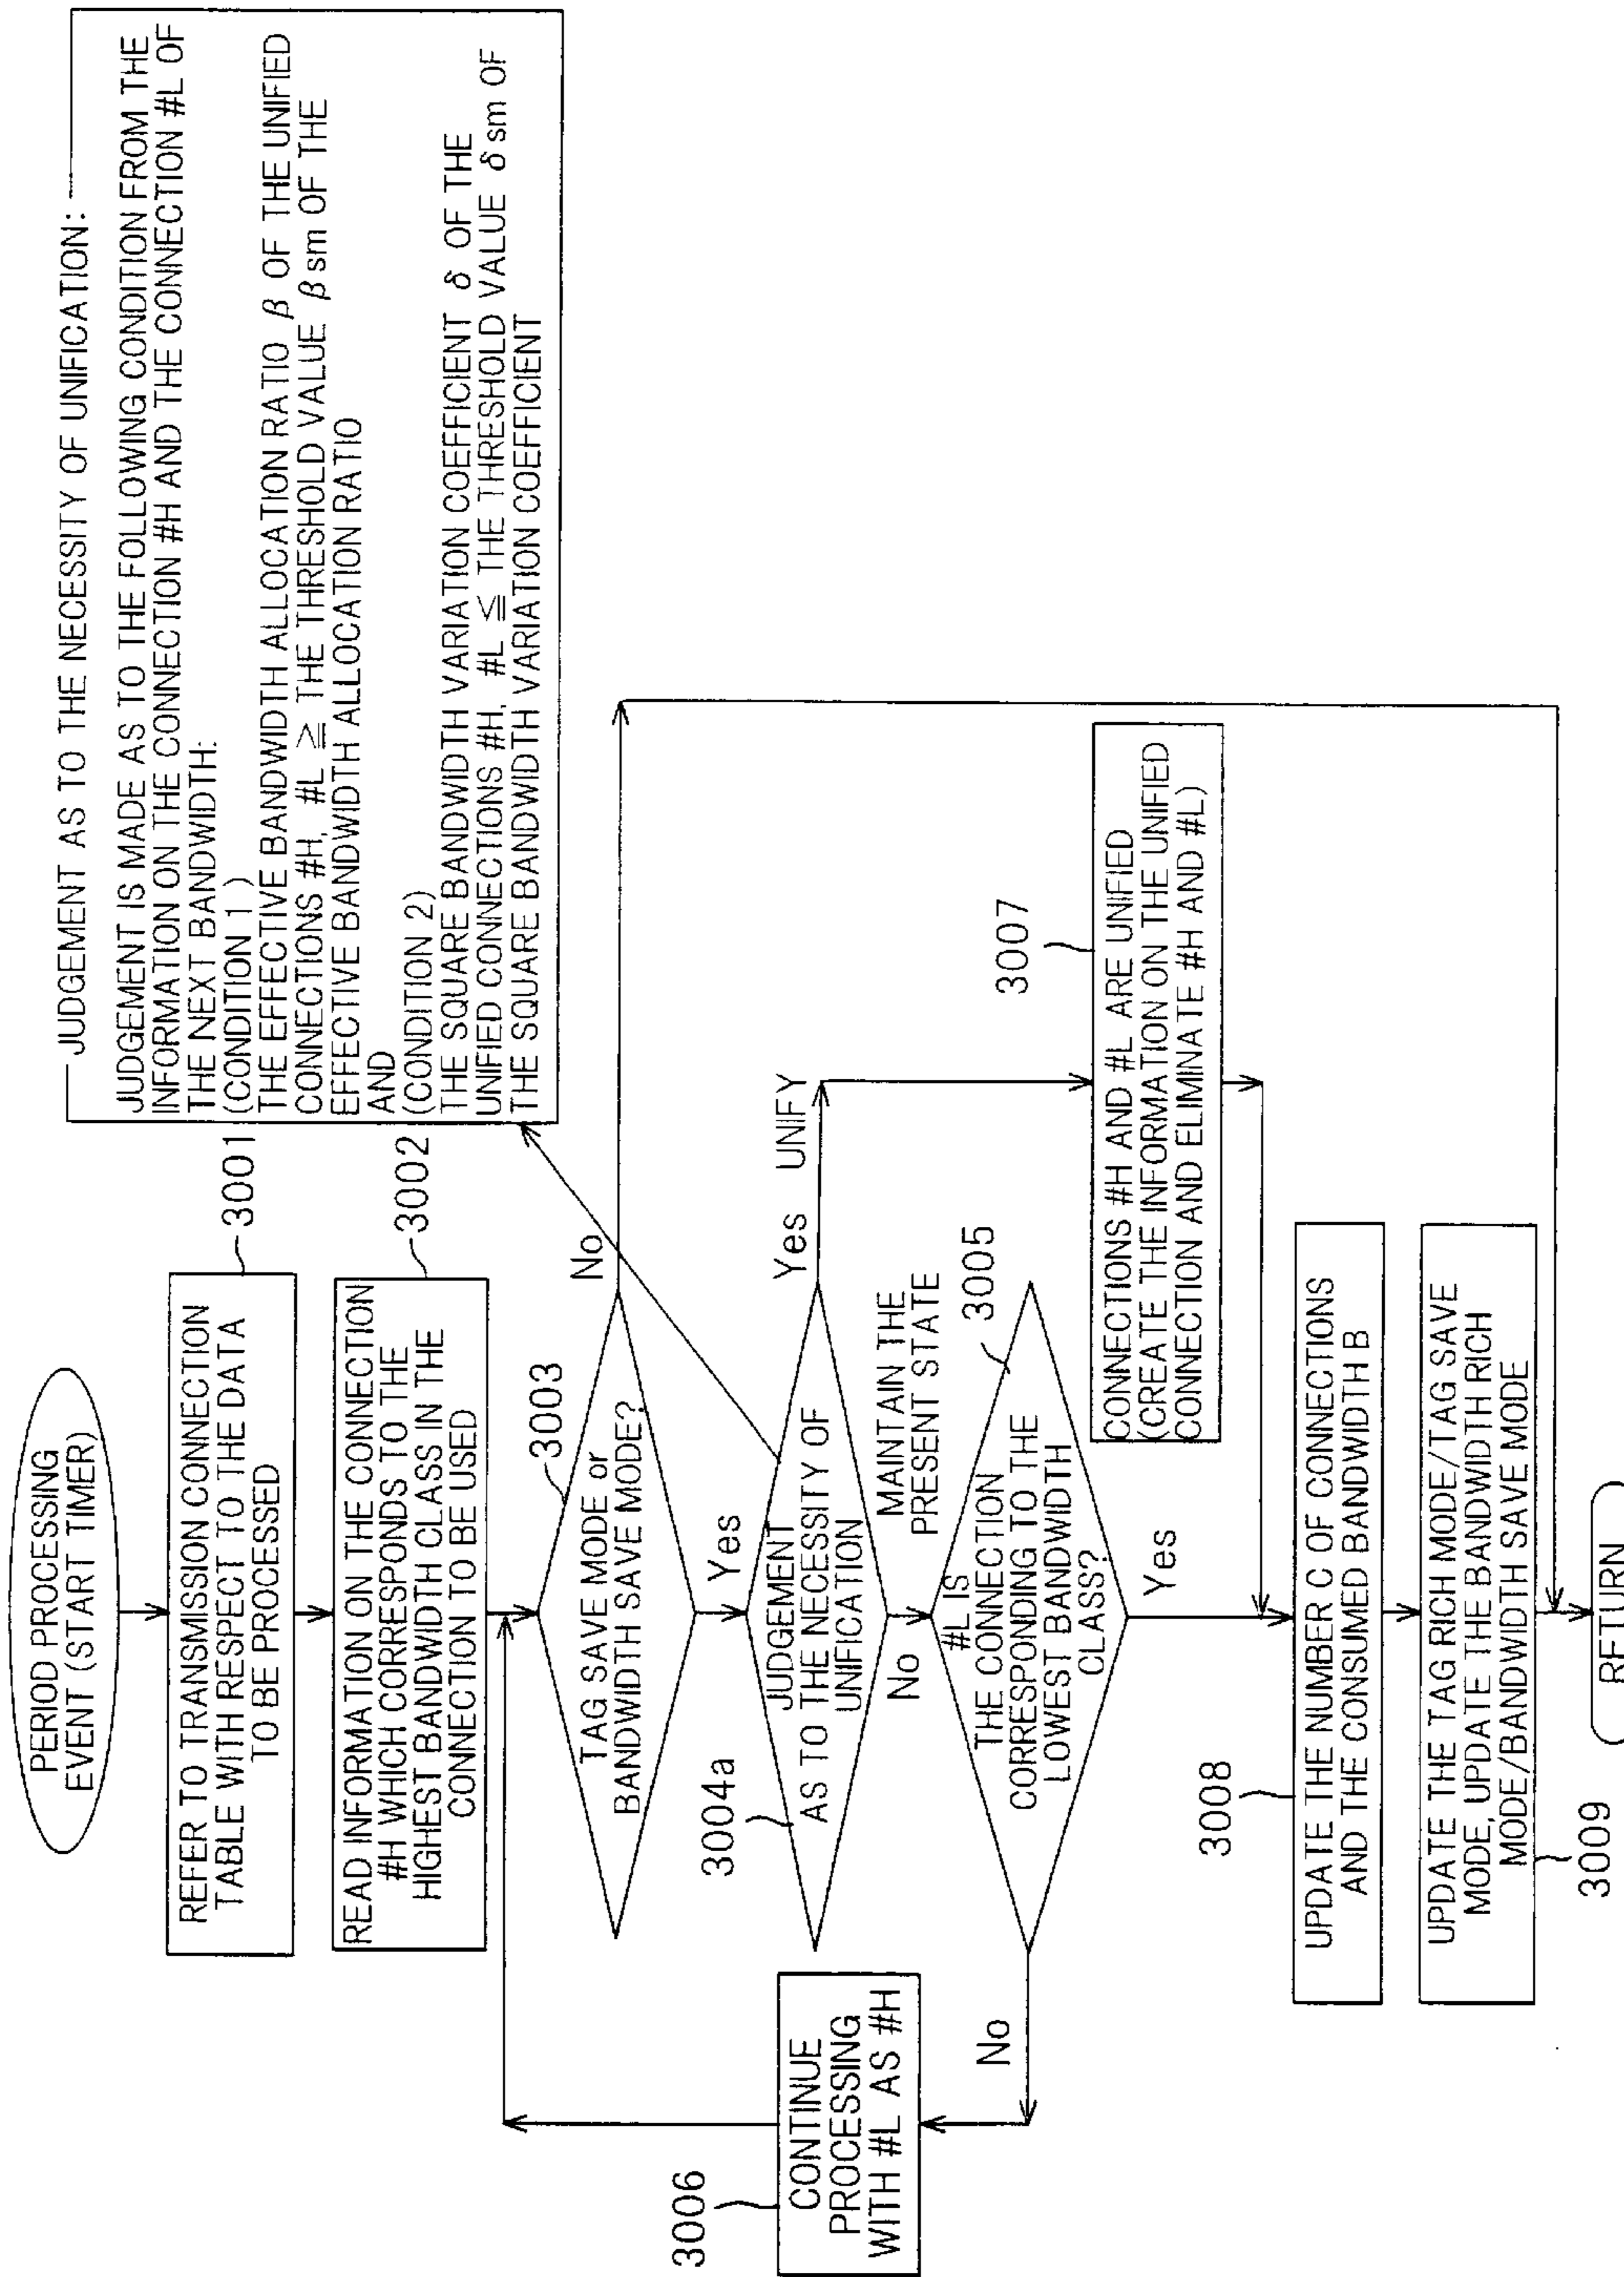 PERIOD PROCESSING
EVENT (START TIMER)
REFER TO TRANSMISSION CONNECTION
TABLE WITH RESPECT TO THE DATA
TO BE PROCESSED
3001
READ INFORMATION ON THE CONNECTION
#H WHICH CORRESPONDS TO THE
HIGHEST BANDWIDTH CLASS IN THE
CONNECTION TO BE USED
3002
3003
TAG SAVE MODE or
BANDWIDTH SAVE MODE?
No
Yes
3004a
JUDGEMENT
AS TO THE NECESSITY OF
UNIFICATION
Yes UNIFY
No
MAINTAIN THE
PRESENT STATE
3005
#L IS
THE CONNECTION
CORRESPONDING TO THE
LOWEST BANDWIDTH
CLASS?
No
Yes
3006
CONTINUE
PROCESSING
WITH #L AS #H
3007
CONNECTIONS #H AND #L ARE UNIFIED
(CREATE THE INFORMATION ON THE UNIFIED
CONNECTION AND ELIMINATE #H AND #L)
3008
UPDATE THE NUMBER C OF CONNECTIONS
AND THE CONSUMED BANDWIDTH B
UPDATE THE TAG RICH MODE/TAG SAVE
MODE, UPDATE THE BANDWIDTH RICH
MODE/BANDWIDTH SAVE MODE
3009
RETURN
JUDGEMENT AS TO THE NECESSITY OF UNIFICATION:
JUDGEMENT IS MADE AS TO THE FOLLOWING CONDITION FROM THE
INFORMATION ON THE CONNECTION #H AND THE CONNECTION #L OF
THE NEXT BANDWIDTH:
(CONDITION 1)
THE EFFECTIVE BANDWIDTH ALLOCATION RATIO β OF THE UNIFIED
CONNECTIONS #H, #L ≧ THE THRESHOLD VALUE β sm OF THE
EFFECTIVE BANDWIDTH ALLOCATION RATIO
AND
(CONDITION 2)
THE SQUARE BANDWIDTH VARIATION COEFFICIENT δ OF THE
UNIFIED CONNECTIONS #H, #L ≦ THE THRESHOLD VALUE δ sm OF
THE SQUARE BANDWIDTH VARIATION COEFFICIENT